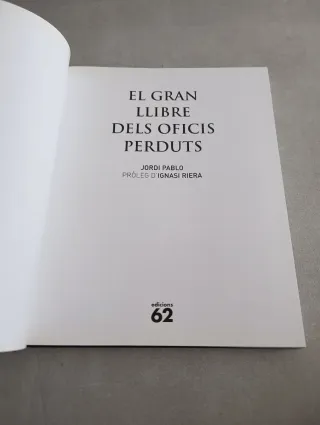 EL GRAN
LLIBRE
DELS OFICIS
PERDUTS
JORDI PABLO
PRÒLEG D'IGNASI RIERA
edicions
62